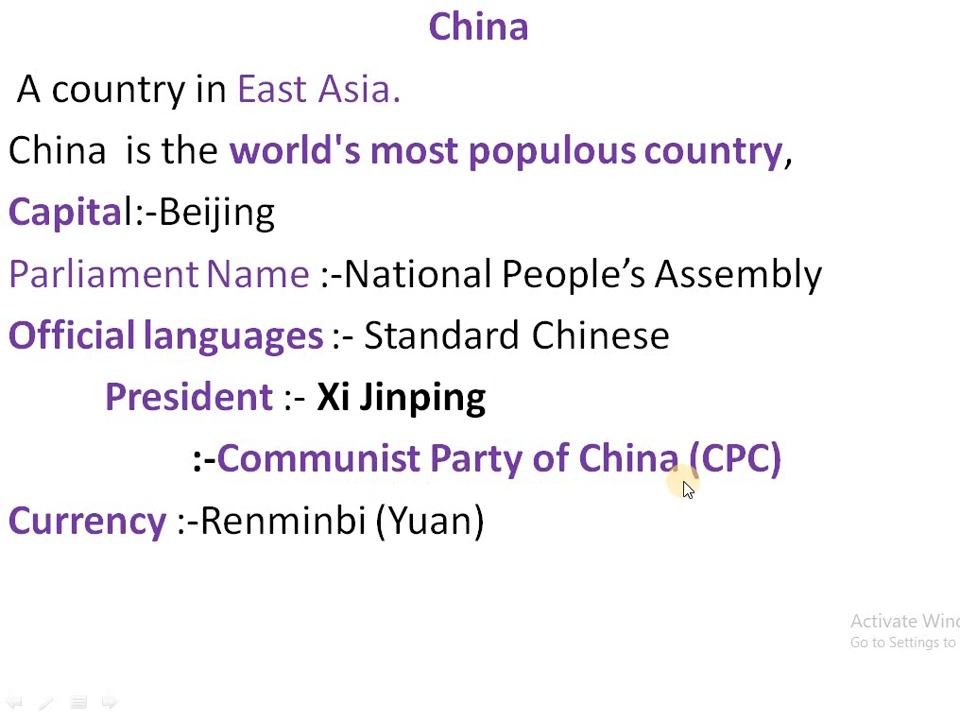 China
A country in East Asia.
China is the world's most populous country,
Capital:-Beijing
Parliament Name :-National People’s Assembly
Official languages :- Standard Chinese
President :- Xi Jinping
:-Communist Party of China (CPC)
Currency :-Renminbi (Yuan)
Activate Wind
Go to Settings to